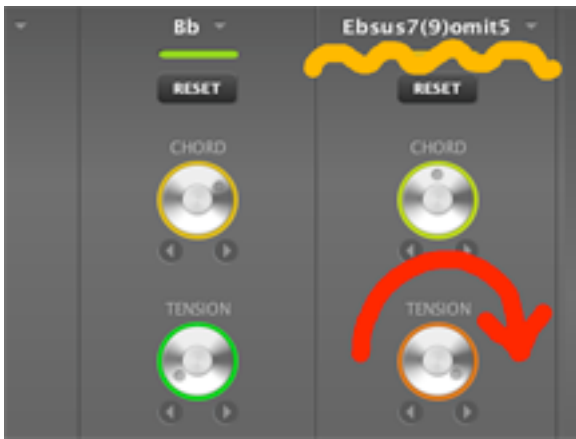 Bb
Ebsus7(9)omit5
RESET
RESET
CHORD
CHORD
TENSION
TENSION